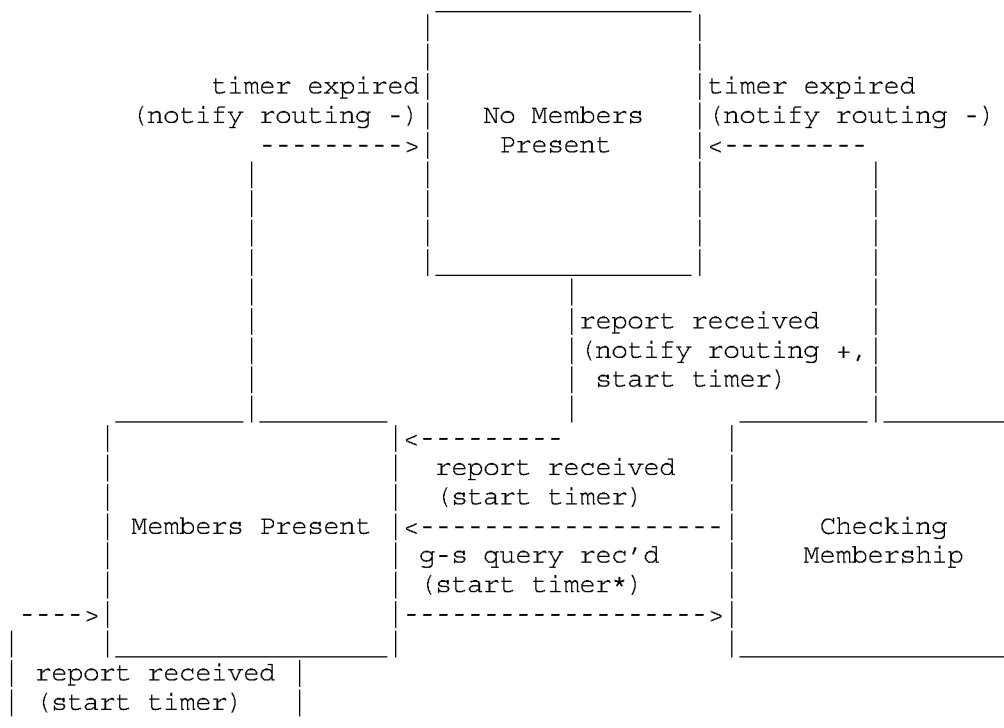 timer expired
(notify routing -)
No Members
Present
timer expired
(notify routing -)
report received
(notify routing +,
start timer)
report received
(start timer)
Members Present
g-s query rec'd
(start timer*)
Checking
Membership
report received
(start timer)